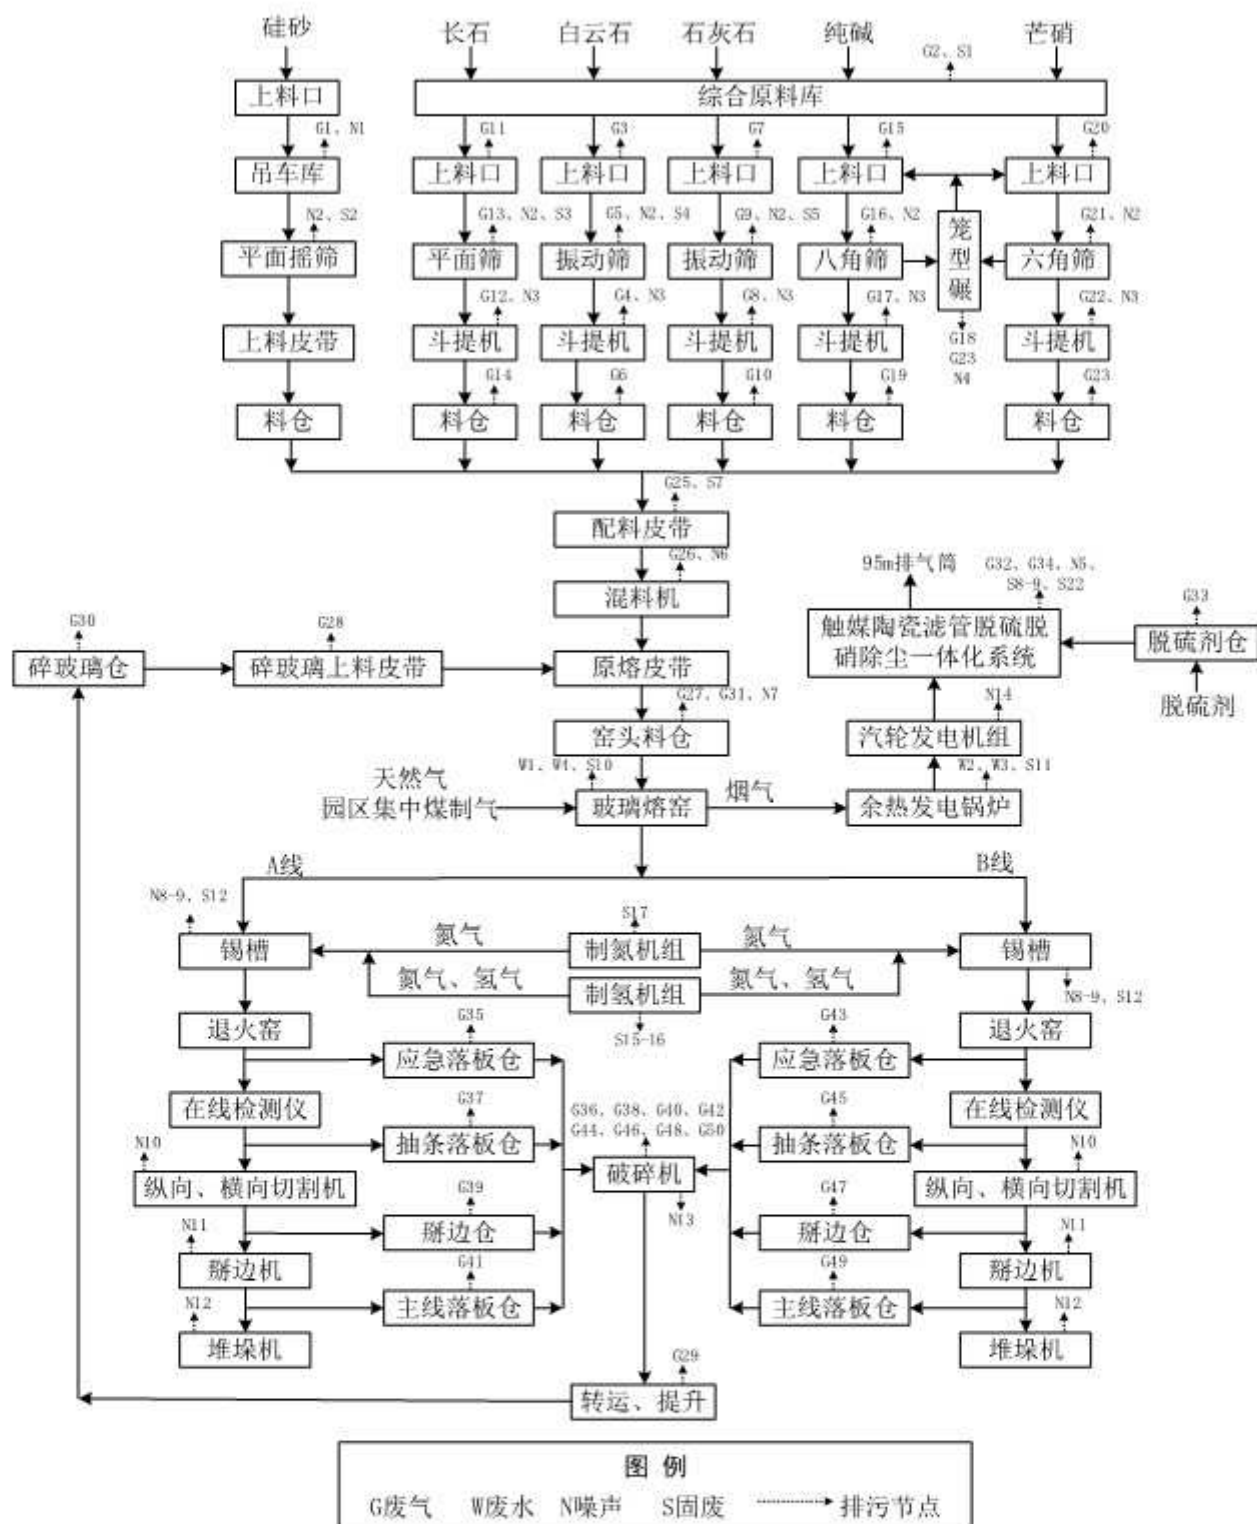 硅砂 长石 白云石 石灰石 纯碱 芒硝
G2、S1
上料口 综合原料库
G1、N1 G11 G3 G7 G15 G20
吊车库 上料口 上料口 上料口 上料口 上料口
N2、S2 G13、N2、S3 G5、N2、S4 G9、N2、S5 G16、N2 G21、N2
笼型碾
平面摇筛 平面筛 振动筛 振动筛 八角筛 六角筛
G12、N3 G4、N3 G8、N3 G17、N3 G22、N3
上料皮带 斗提机 斗提机 斗提机 斗提机 斗提机
G18
G23
N4
G14 G6 G10 G19 G23
料仓 料仓 料仓 料仓 料仓 料仓
G25、S7
配料皮带
G26、N6
混料机
95m排气筒
G32、G34、N5、
S8-9、S22
触媒陶瓷滤管脱硫脱
硝除尘一体化系统
G33
脱硫剂仓
脱硫剂
G30 G28
碎玻璃仓 碎玻璃上料皮带 原熔皮带
G27、G31、N7 N14
窑头料仓 汽轮发电机组
W1、W4、S10 W2、W3、S11
天然气
园区集中煤制气
玻璃熔窑 烟气 余热发电锅炉
A线 B线
N8-9、S12 S17
锡槽 氮气 制氮机组 氮气 锡槽
氮气、氢气 制氢机组 氮气、氢气
N8-9、S12
S15-16
G35 G43
退火窑 应急落板仓 应急落板仓 退火窑
G37 G45
在线检测仪 在线检测仪
G36、G38、G40、G42
G44、G46、G48、G50
抽条落板仓 抽条落板仓
N10 破碎机 N10
纵向、横向切割机 纵向、横向切割机
G39 N13 G47
N11 掰边仓 掰边仓 N11
掰边机 掰边机
G41 G49
N12 主线落板仓 主线落板仓 N12
堆垛机 堆垛机
G29
转运、提升
图 例
G废气 W废水 N噪声 S固废 排污节点